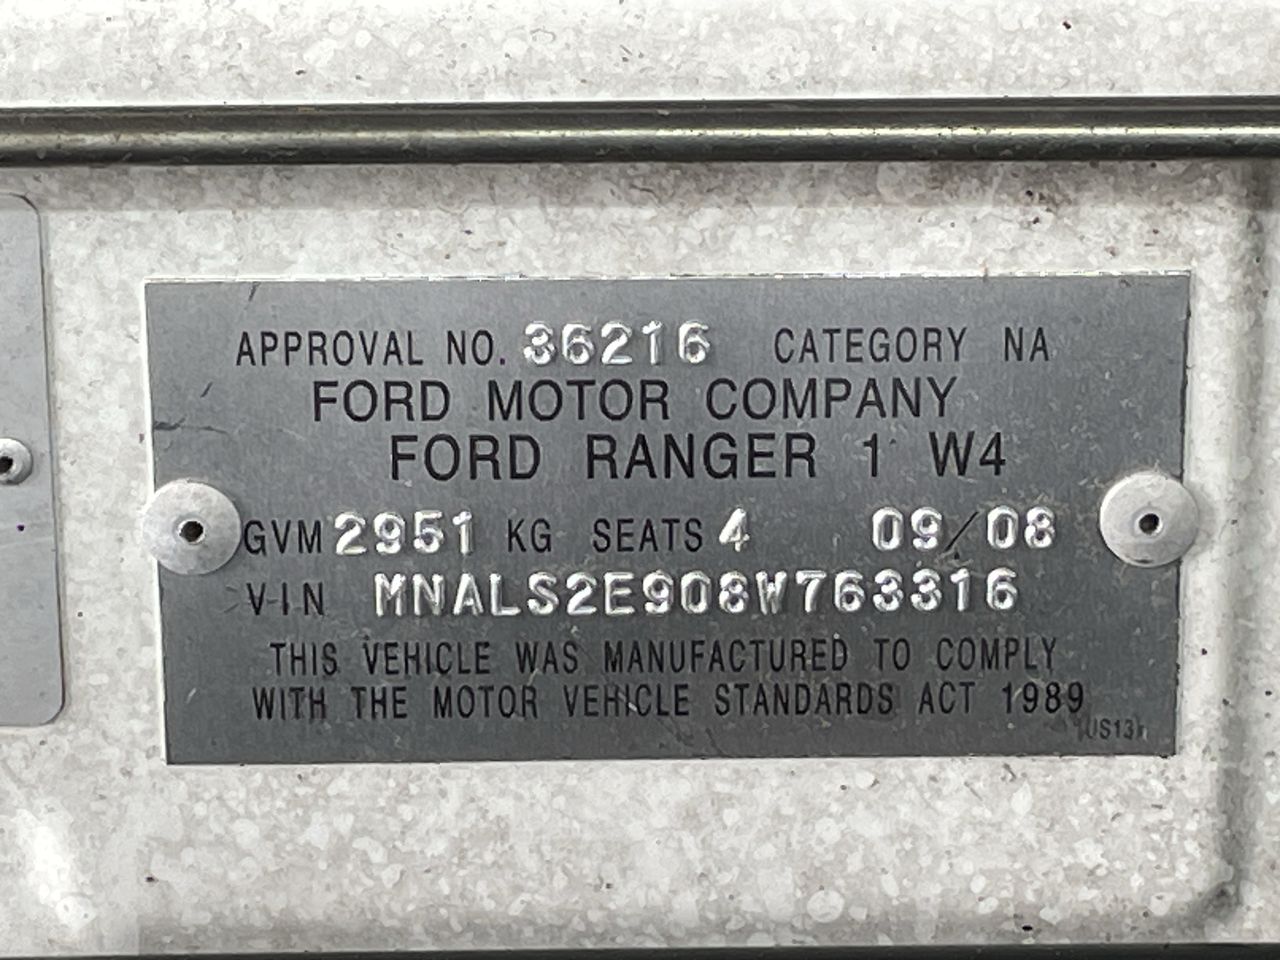 APPROVAL NO. 36216 CATEGORY NA
FORD MOTOR COMPANY
FORD RANGER 1 W4
GVM 2951 KG SEATS 4 09/08
VIN MNALS2E908W763316
THIS VEHICLE WAS MANUFACTURED TO COMPLY
WITH THE MOTOR VEHICLE STANDARDS ACT 1989